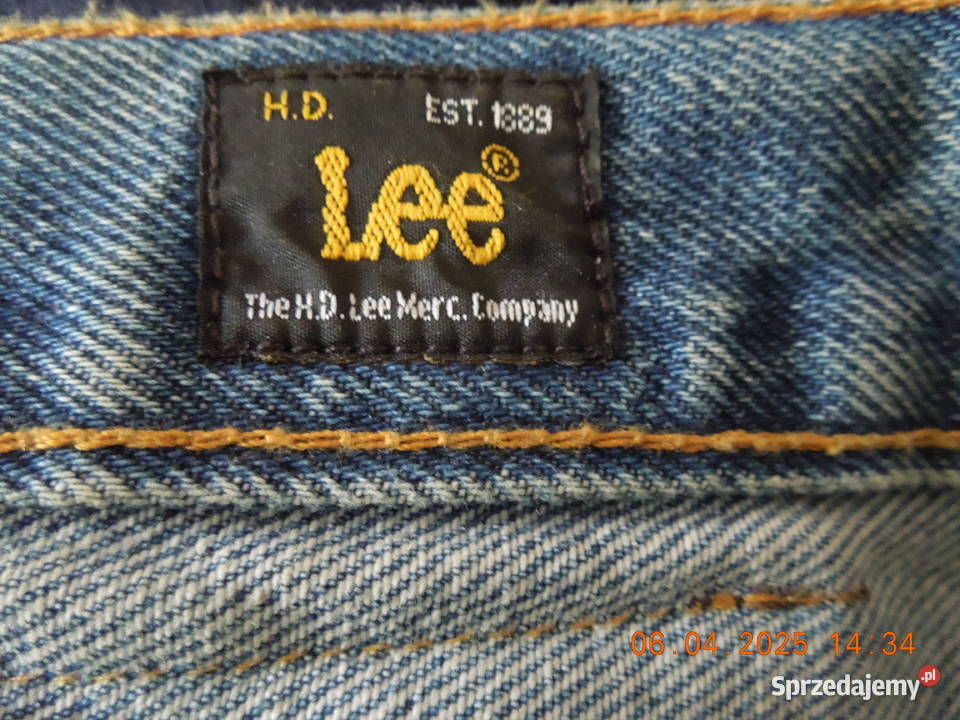 H.D. EST. 1889
Lee®
The H.D. Lee Merc. Company
06.04.2025 14:34
Sprzedajemy.pl